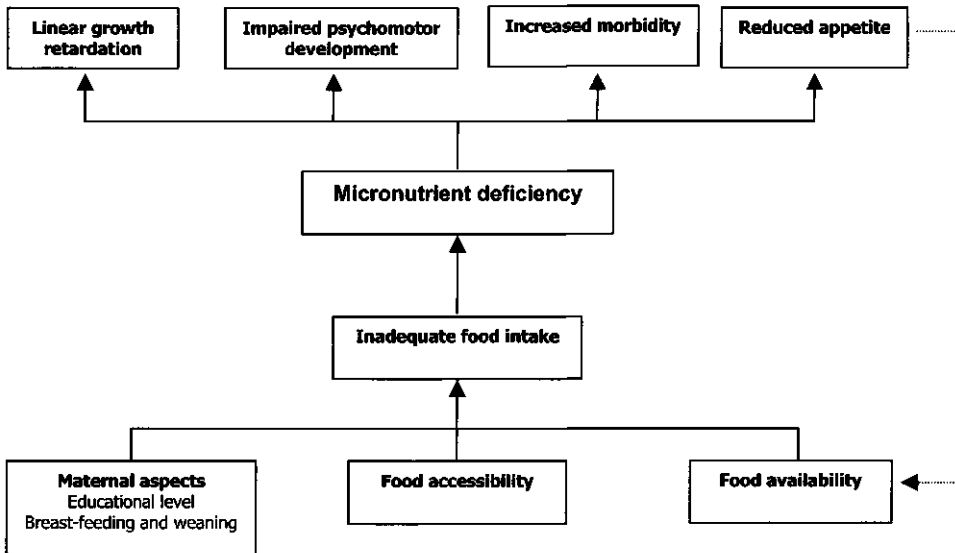 Linear growth
retardation
Impaired psychomotor
development
Increased morbidity
Reduced appetite
Micronutrient deficiency
Inadequate food intake
Maternal aspects
Educational level
Breast-feeding and weaning
Food accessibility
Food availability